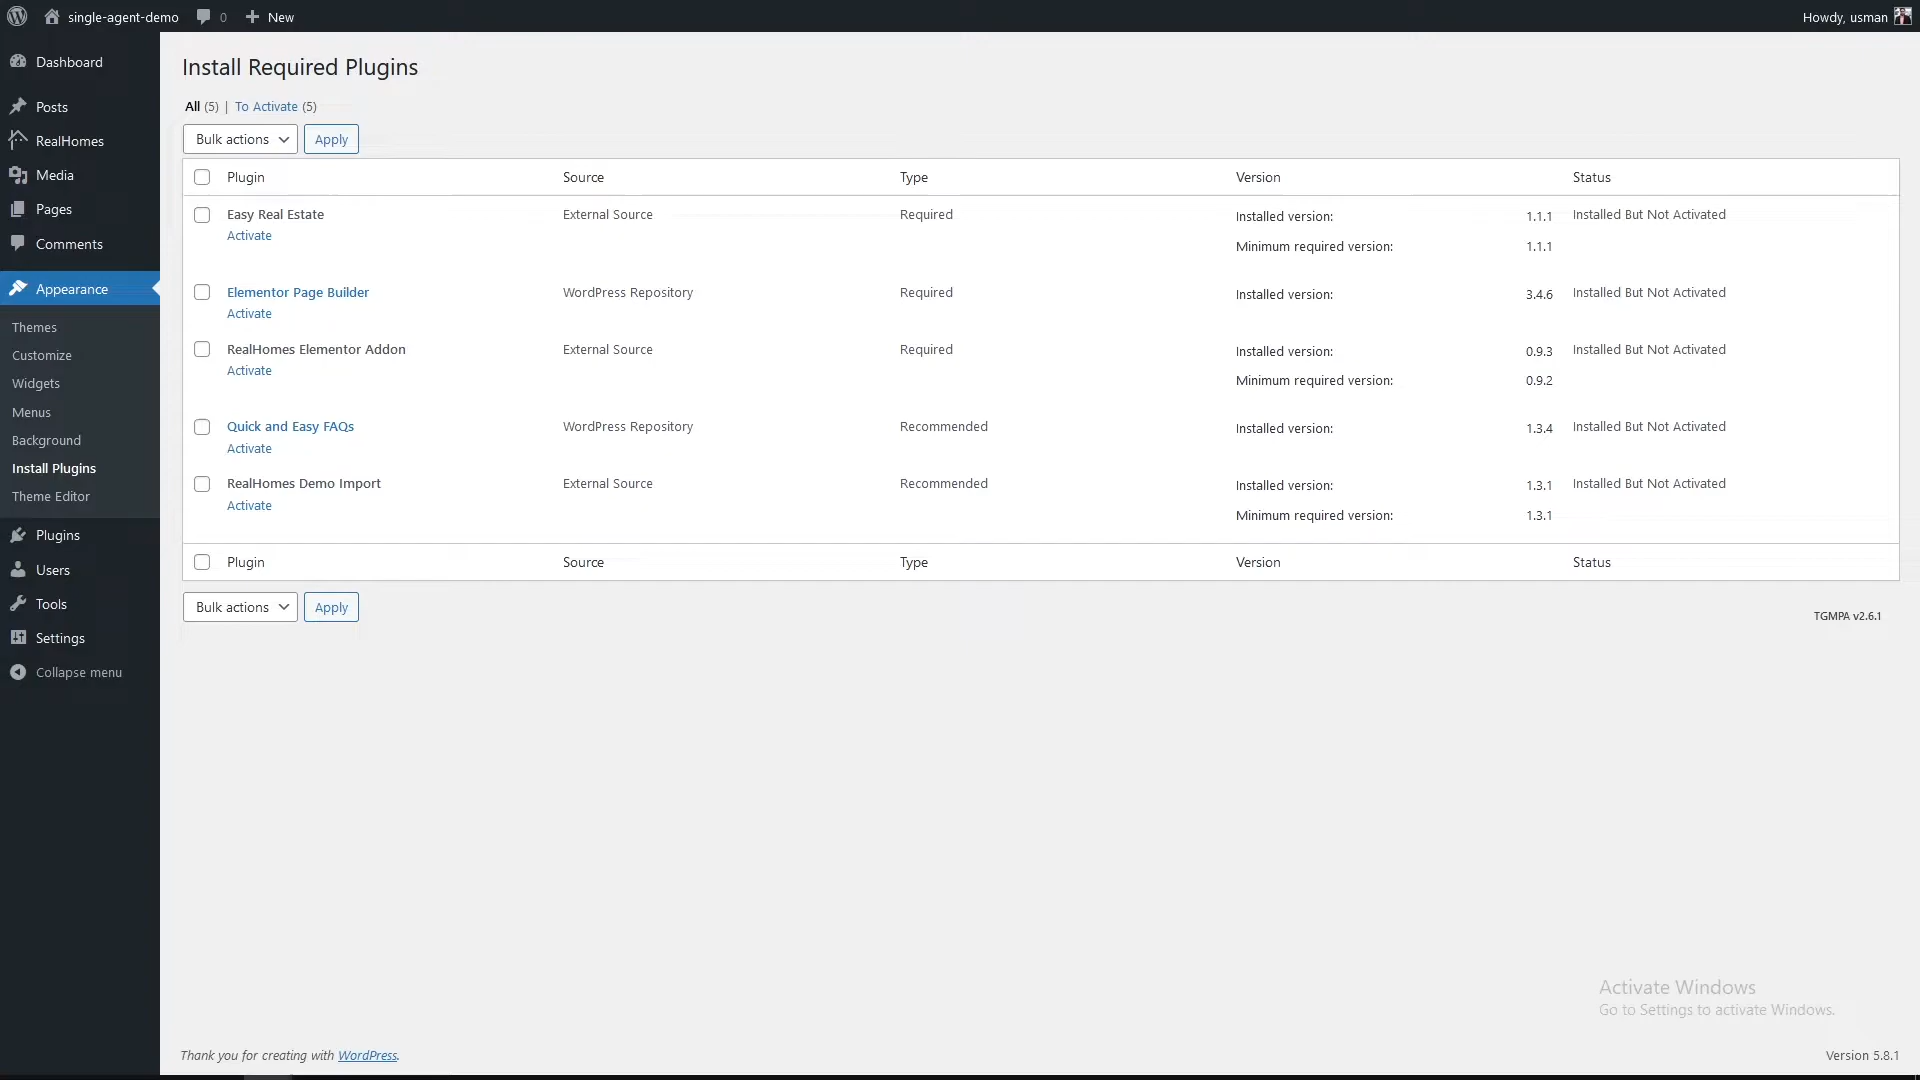 single-agent-demo 0 New Howdy, usman
Dashboard
Posts
RealHomes
Media
Pages
Comments
Appearance
Themes
Customize
Widgets
Menus
Background
Install Plugins
Theme Editor
Plugins
Users
Tools
Settings
Collapse menu
Install Required Plugins
All (5) | To Activate (5)
Bulk actions Apply
Plugin Source Type Version Status
Easy Real Estate External Source Required Installed version: 1.1.1 Installed But Not Activated
Activate
Minimum required version: 1.1.1
Elementor Page Builder WordPress Repository Required Installed version: 3.4.6 Installed But Not Activated
Activate
RealHomes Elementor Addon External Source Required Installed version: 0.9.3 Installed But Not Activated
Activate
Minimum required version: 0.9.2
Quick and Easy FAQs WordPress Repository Recommended Installed version: 1.3.4 Installed But Not Activated
Activate
RealHomes Demo Import External Source Recommended Installed version: 1.3.1 Installed But Not Activated
Activate
Minimum required version: 1.3.1
Plugin Source Type Version Status
Bulk actions Apply
TGMPA v2.6.1
Activate Windows
Go to Settings to activate Windows.
Thank you for creating with WordPress. Version 5.8.1